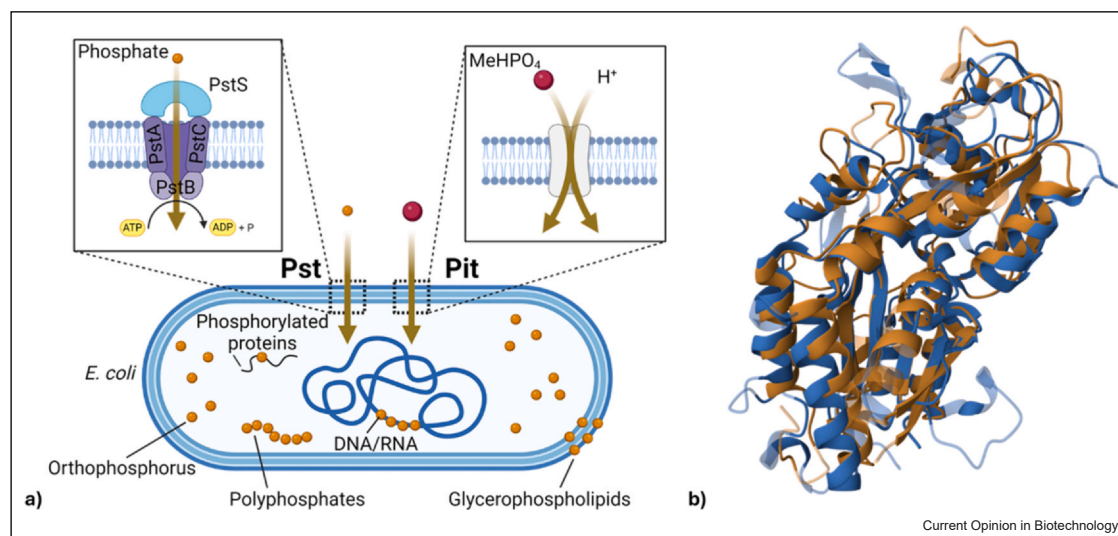 Phosphate
PstS
PstA
PstC
PstB
ATP
ADP + P
MeHPO₄
H⁺
Pst
Pit
Phosphorylated
proteins
E. coli
DNA/RNA
Orthophosphorus
Polyphosphates
Glycerophospholipids
a)
b)
Current Opinion in Biotechnology